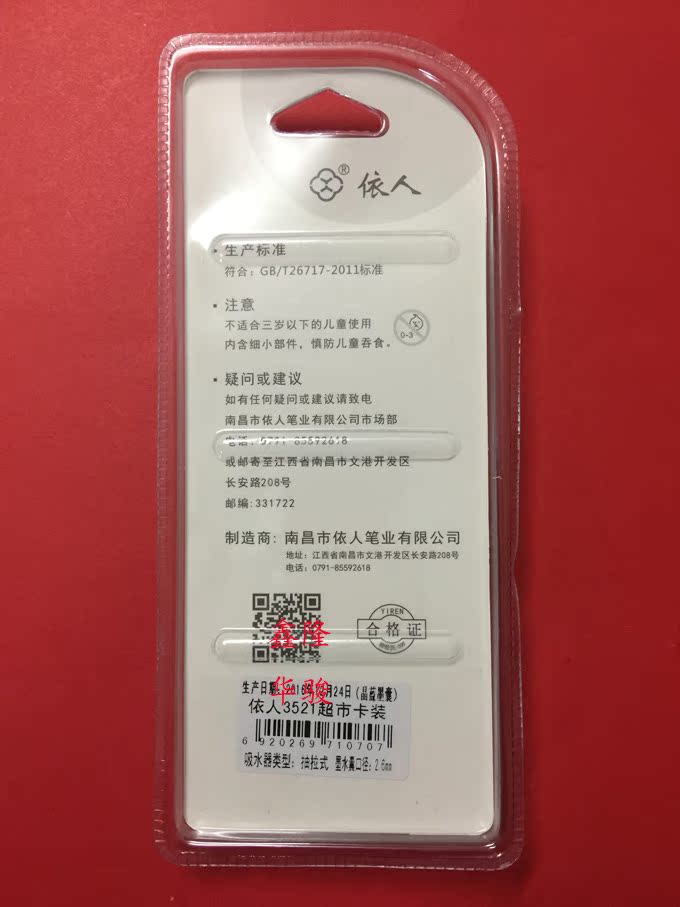 ® 依人
· 生产标准
符合：GB/T26717-2011标准
· 注意
不适合三岁以下的儿童使用
内含细小部件，慎防儿童吞食。
0-3
· 疑问或建议
如有任何疑问或建议请致电
南昌市依人笔业有限公司市场部
电话：0791-85592618
或邮寄至江西省南昌市文港开发区
长安路208号
邮编:331722
制造商: 南昌市依人笔业有限公司
地址：江西省南昌市文港开发区长安路208号
电话：0791-85592618
YIREN
合格证
鑫隆
华骏
生产日期:月24日（晶蓝墨囊）
依人3521超市卡装
6 920269 710707
吸水器类型：抽拉式 墨水囊口径：2.6mm